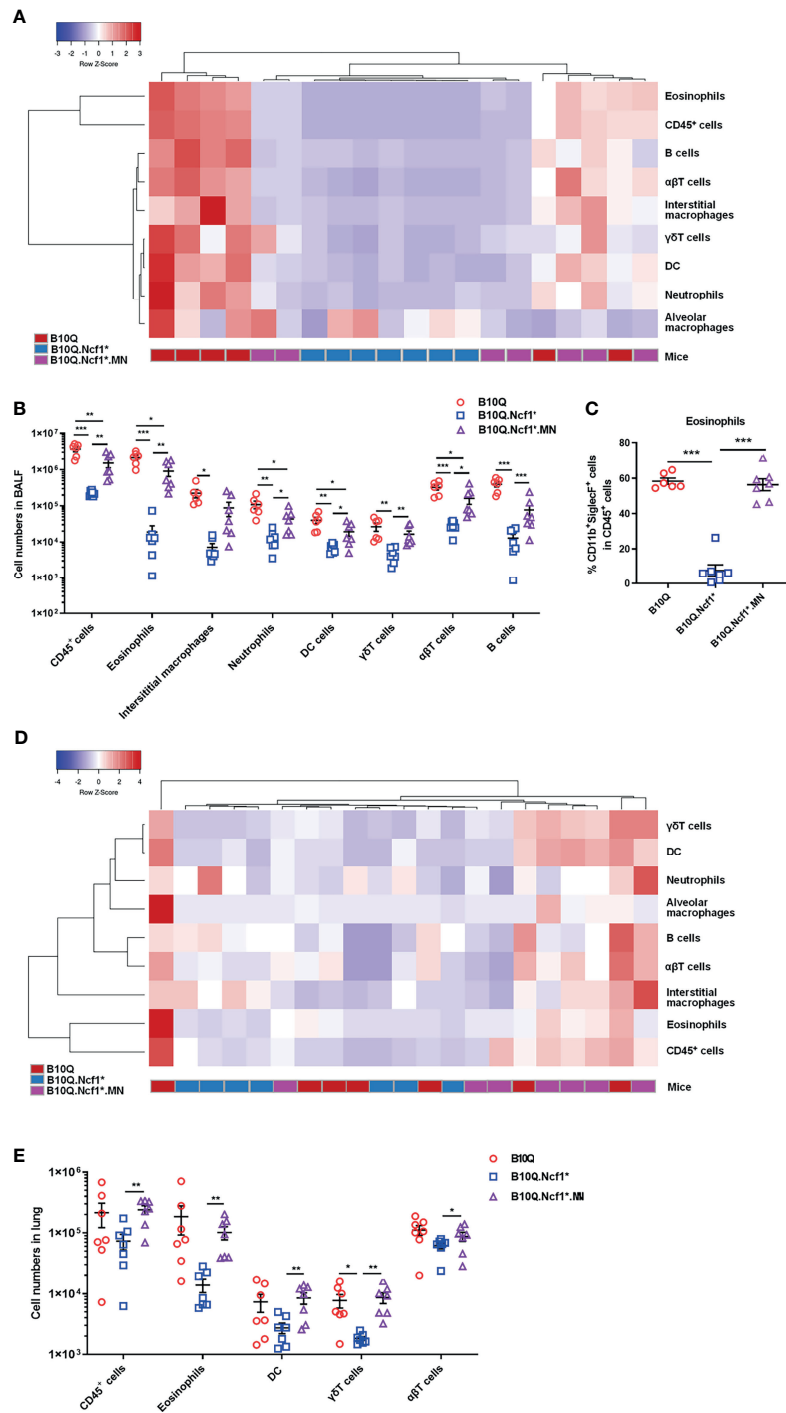 A
-3 -2 -1 0 1 2 3
Row Z-Score
Eosinophils
CD45+ cells
B cells
αβT cells
Interstitial
macrophages
γδT cells
DC
Neutrophils
Alveolar
macrophages
B10Q
B10Q.Ncf1*
B10Q.Ncf1*.MN
Mice
B
B10Q
B10Q.Ncf1*
B10Q.Ncf1*.MN
Cell numbers in BALF
1×10⁷
1×10⁶
1×10⁵
1×10⁴
1×10³
1×10²
** *** **
* *** **
*
* ** *
* ** *
** **
* *** *
*** ***
CD45+ cells
Eosinophils
Intersititial macrophages
Neutrophils
DC cells
γδT cells
αβT cells
B cells
C
Eosinophils
*** ***
% CD11b+SiglecF+ cells
in CD45+ cells
80
60
40
20
0
B10Q
B10Q.Ncf1*
B10Q.Ncf1*.MN
D
-4 -2 0 2 4
Row Z-Score
γδT cells
DC
Neutrophils
Alveolar
macrophages
B cells
αβT cells
Interstitial
macrophages
Eosinophils
CD45+ cells
B10Q
B10Q.Ncf1*
B10Q.Ncf1*.MN
Mice
E
B10Q
B10Q.Ncf1*
B10Q.Ncf1*.MN
Cell numbers in lung
1×10⁶
1×10⁵
1×10⁴
1×10³
** ** ** * ** *
CD45+ cells
Eosinophils
DC
γδT cells
αβT cells